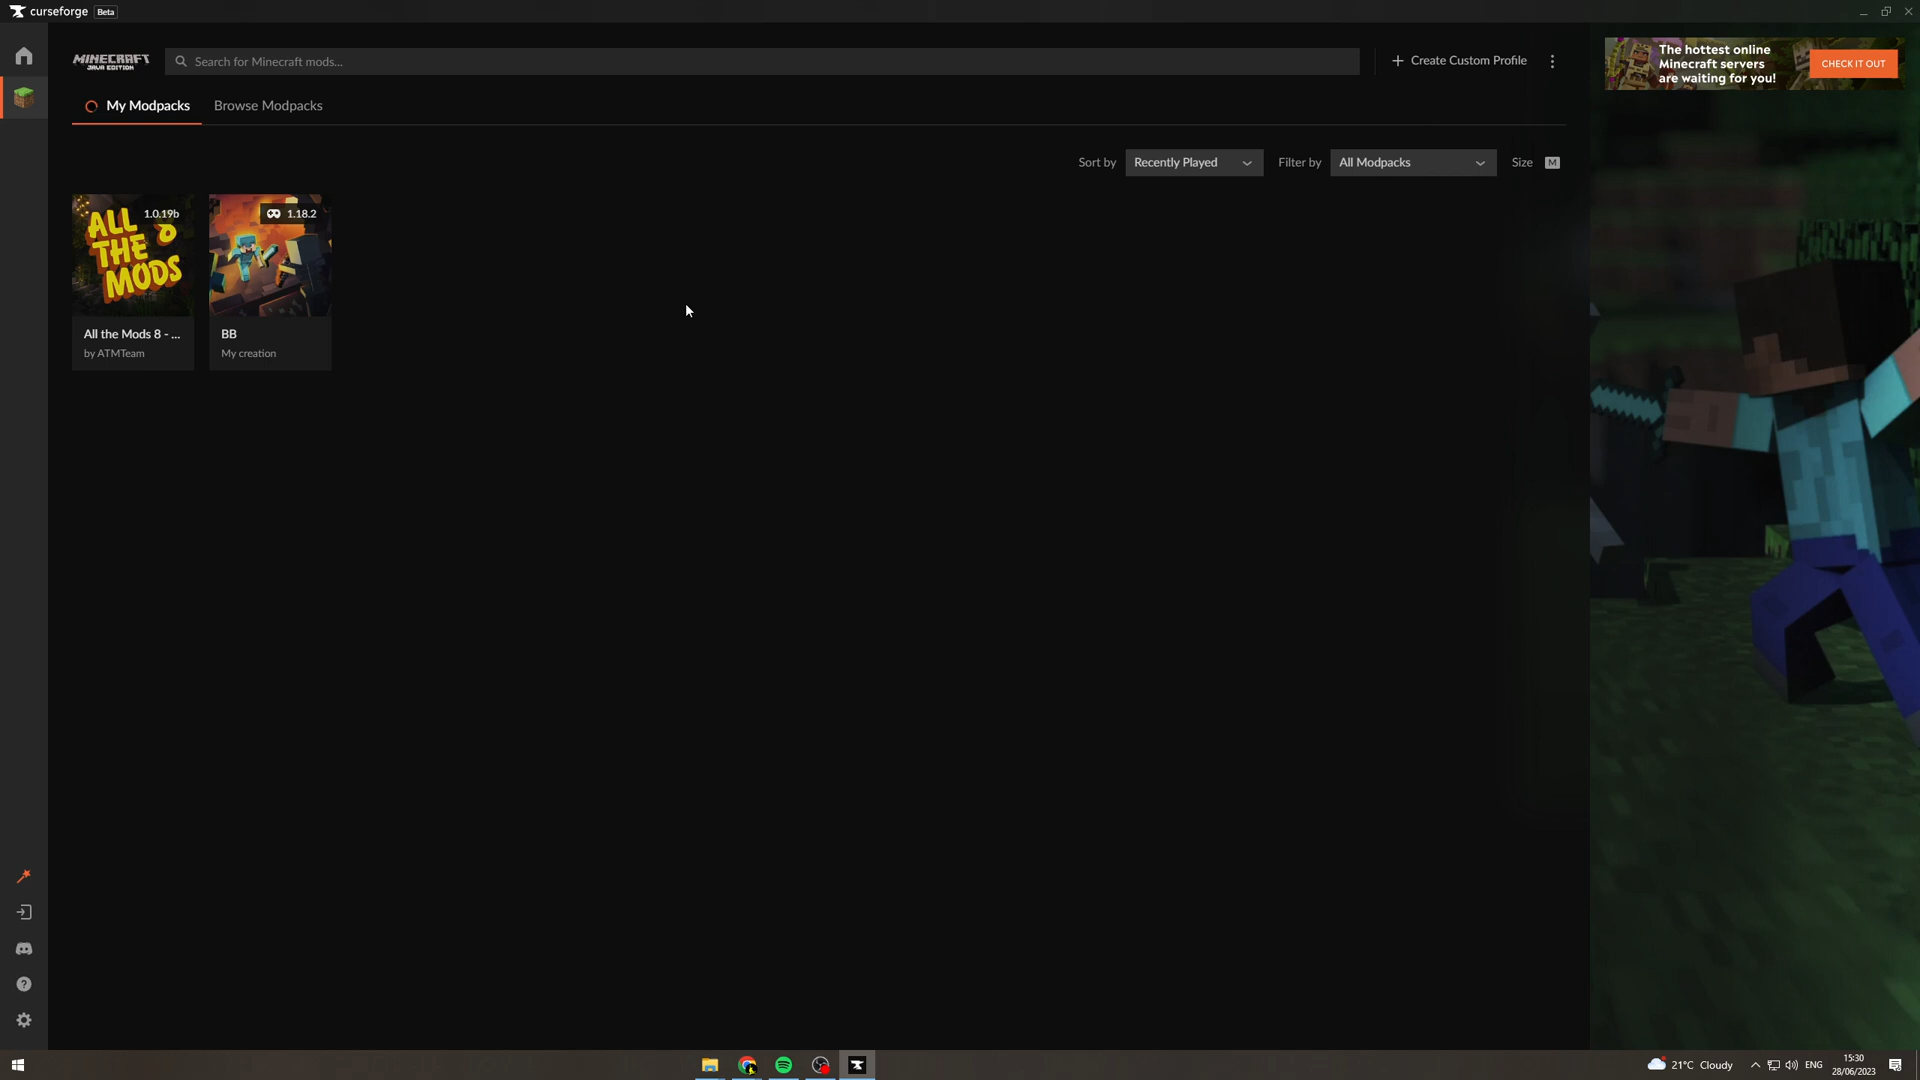 curseforge Beta
MINECRAFT
JAVA EDITION
Search for Minecraft mods...
Create Custom Profile
The hottest online
Minecraft servers
are waiting for you!
CHECK IT OUT
My Modpacks
Browse Modpacks
Sort by
Recently Played
Filter by
All Modpacks
Size
M
1.0.19b
ALL
THE 8
MODS
All the Mods 8 - ...
by ATMTeam
1.18.2
BB
My creation
21°C Cloudy
ENG
15:30
28/06/2023